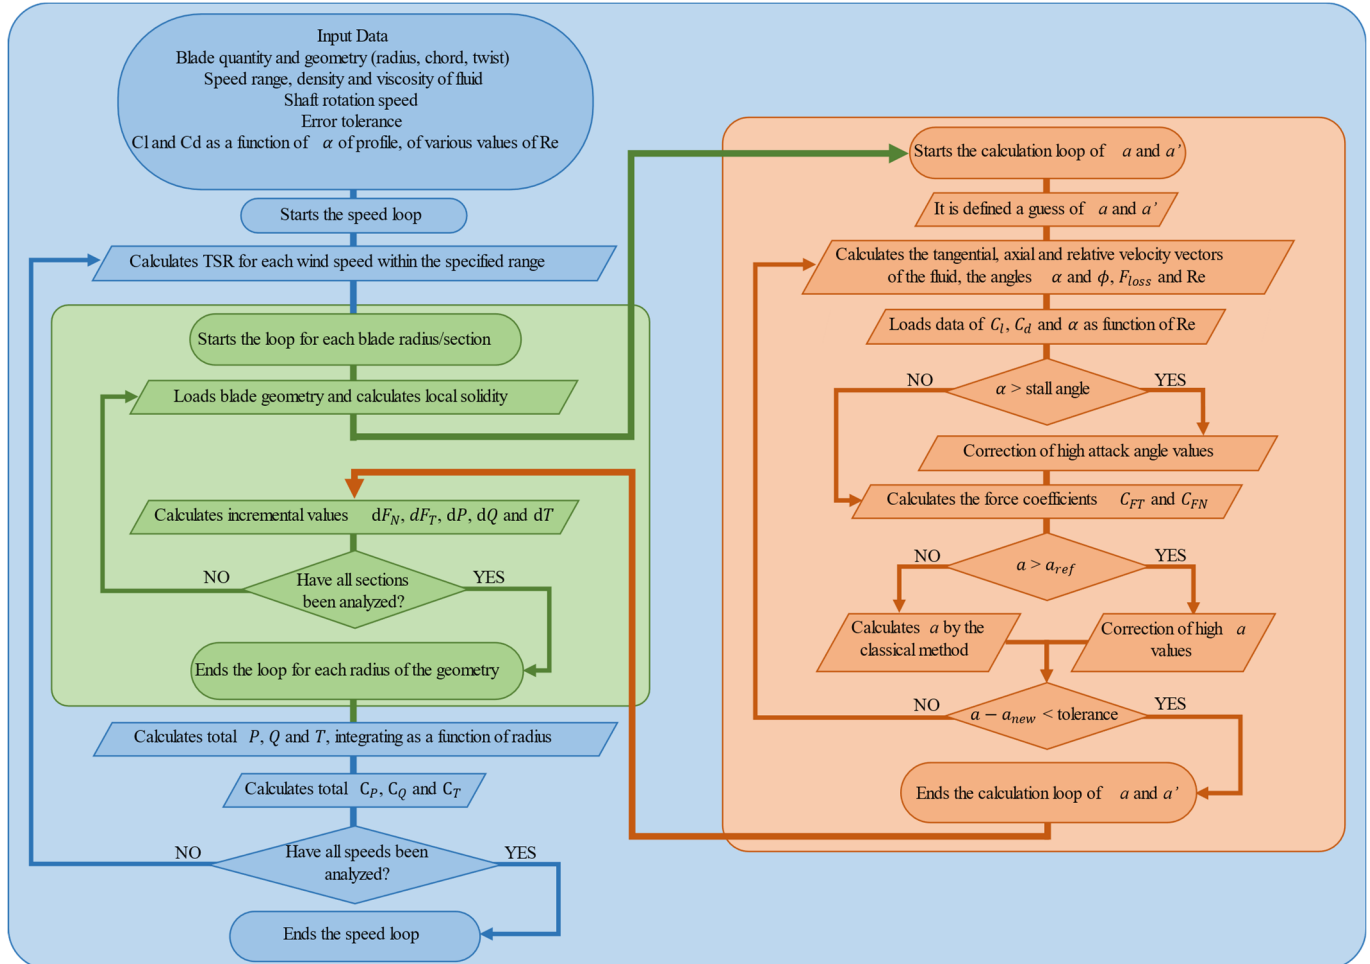 Input Data
Blade quantity and geometry (radius, chord, twist)
Speed range, density and viscosity of fluid
Shaft rotation speed
Error tolerance
Cl and Cd as a function of α of profile, of various values of Re
Starts the speed loop
Calculates TSR for each wind speed within the specified range
Starts the loop for each blade radius/section
Loads blade geometry and calculates local solidity
Calculates incremental values d𝐹_N, d𝐹_T, dP, dQ and dT
NO
Have all sections
been analyzed?
YES
Ends the loop for each radius of the geometry
Calculates total P, Q and T, integrating as a function of radius
Calculates total C_P, C_Q and C_T
NO
Have all speeds been
analyzed?
YES
Ends the speed loop
Starts the calculation loop of a and a’
It is defined a guess of a and a’
Calculates the tangential, axial and relative velocity vectors
of the fluid, the angles α and ϕ, F_loss and Re
Loads data of C_l, C_d and α as function of Re
NO
α > stall angle
YES
Correction of high attack angle values
Calculates the force coefficients C_FT and C_FN
NO
a > a_ref
YES
Calculates a by the
classical method
Correction of high a
values
NO
a − a_new < tolerance
YES
Ends the calculation loop of a and a’